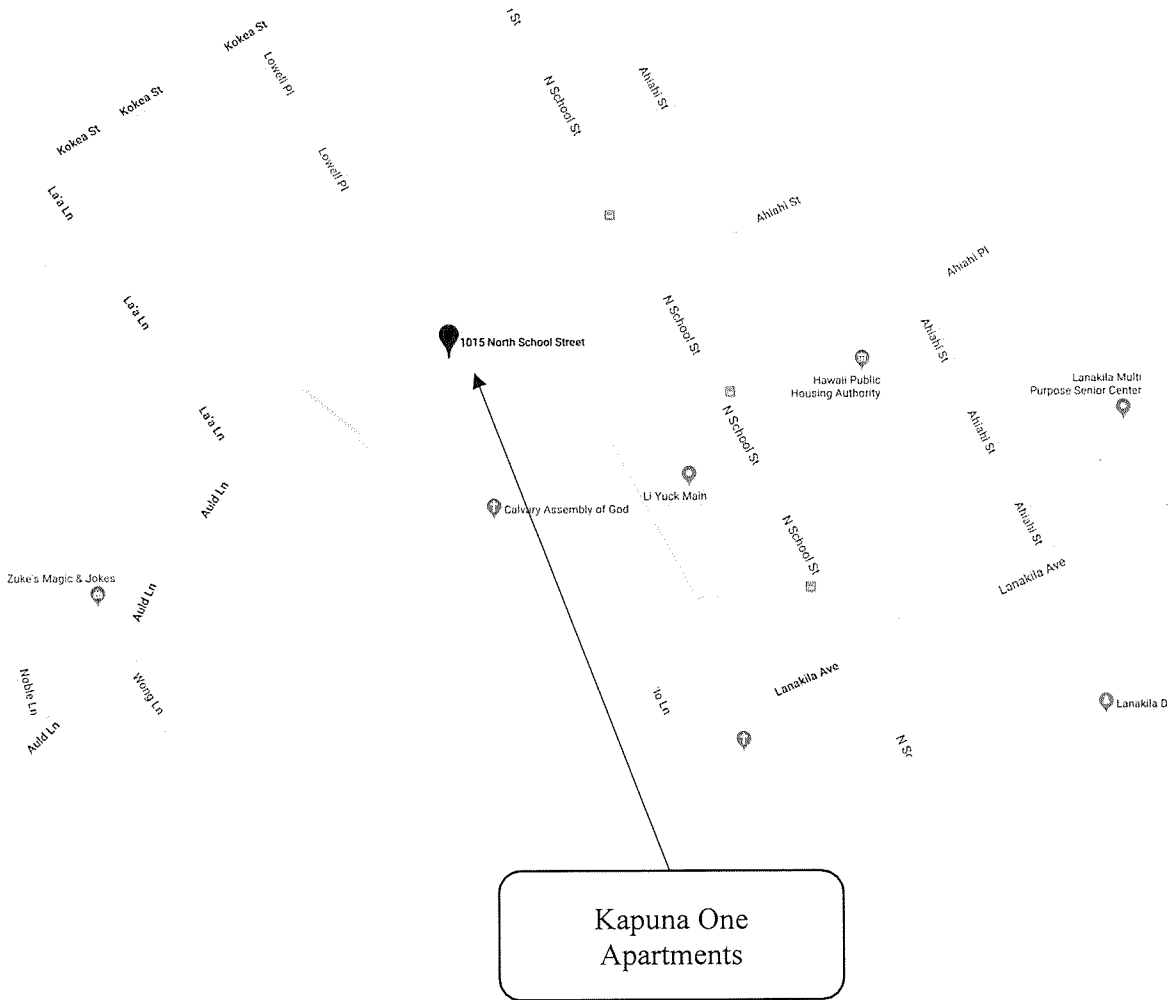 Kokea St
Lowell Pl
N School St
Ahiahi St
Kokea St
Kokea St
Lowell Pl
La'a Ln
Ahiahi St
Ahiahi Pl
La'a Ln
N School St
Ahiahi St
1015 North School Street
Hawaii Public
Housing Authority
Lanakila Multi
Purpose Senior Center
La'a Ln
N School St
Ahiahi St
Auld Ln
Li Yuck Main
Calvary Assembly of God
N School St
Ahiahi St
Zuke's Magic & Jokes
Auld Ln
Lanakila Ave
Noble Ln
Wong Ln
Lanakila Ave
Lanakila D
Auld Ln
Kapuna One
Apartments